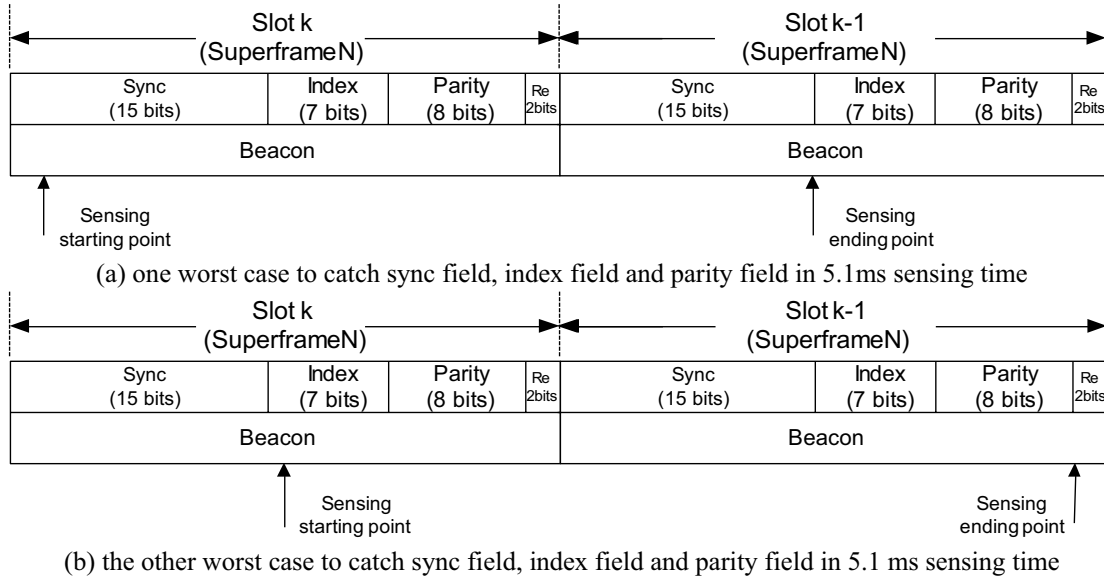 Slot k Slot k-1
(SuperframeN) (SuperframeN)
Sync Index Parity Re Sync Index Parity Re
(15 bits) (7 bits) (8 bits) 2bits (15 bits) (7 bits) (8 bits) 2bits
Beacon Beacon
Sensing Sensing
starting point ending point
(a) one worst case to catch sync field, index field and parity field in 5.1ms sensing time
Slot k Slot k-1
(SuperframeN) (SuperframeN)
Sync Index Parity Re Sync Index Parity Re
(15 bits) (7 bits) (8 bits) 2bits (15 bits) (7 bits) (8 bits) 2bits
Beacon Beacon
Sensing Sensing
starting point ending point
(b) the other worst case to catch sync field, index field and parity field in 5.1 ms sensing time